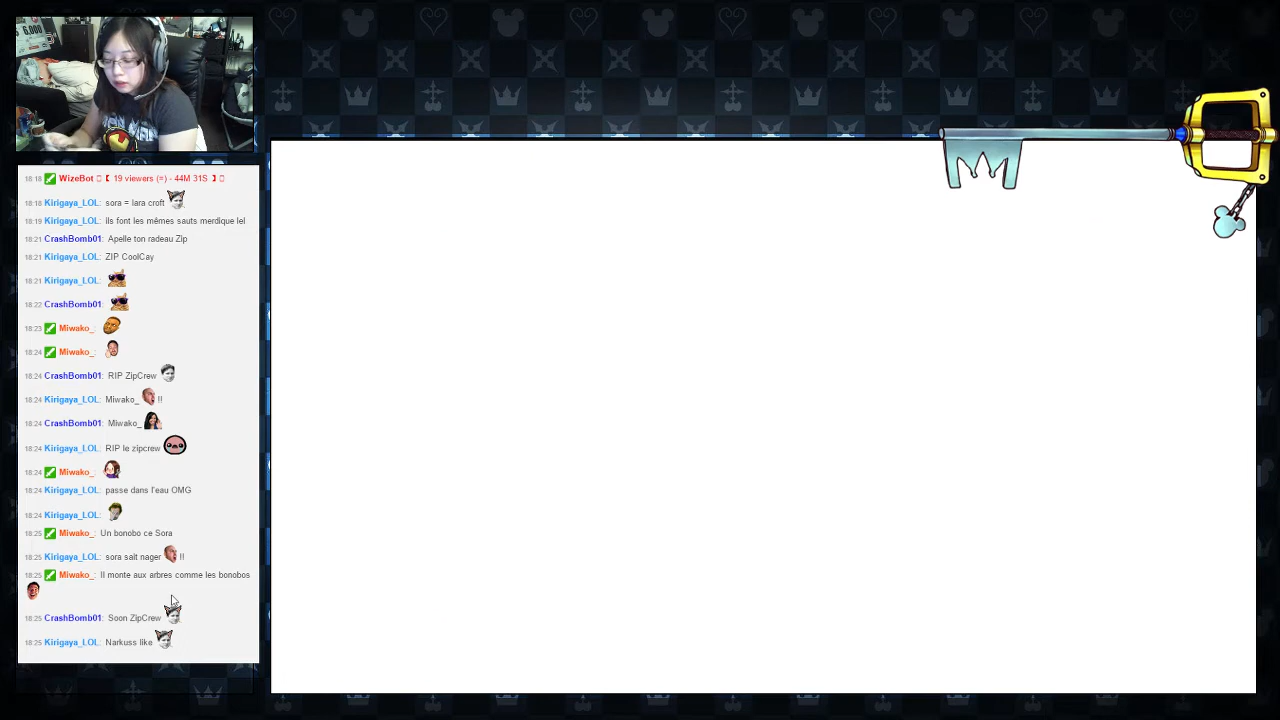 6,000
18:18 WizeBot 【 19 viewers (=) - 44M 31S 】
18:18 Kirigaya_LOL: sora = lara croft
18:19 Kirigaya_LOL: ils font les mêmes sauts merdique lel
18:21 CrashBomb01: Apelle ton radeau Zip
18:21 Kirigaya_LOL: ZIP CoolCay
18:21 Kirigaya_LOL:
18:22 CrashBomb01:
18:23 Miwako_:
18:24 Miwako_:
18:24 CrashBomb01: RIP ZipCrew
18:24 Kirigaya_LOL: Miwako_ !!
18:24 CrashBomb01: Miwako_
18:24 Kirigaya_LOL: RIP le zipcrew
18:24 Miwako_:
18:24 Kirigaya_LOL: passe dans l'eau OMG
18:24 Kirigaya_LOL:
18:25 Miwako_: Un bonobo ce Sora
18:25 Kirigaya_LOL: sora sait nager !!
18:25 Miwako_: Il monte aux arbres comme les bonobos
18:25 CrashBomb01: Soon ZipCrew
18:25 Kirigaya_LOL: Narkuss like